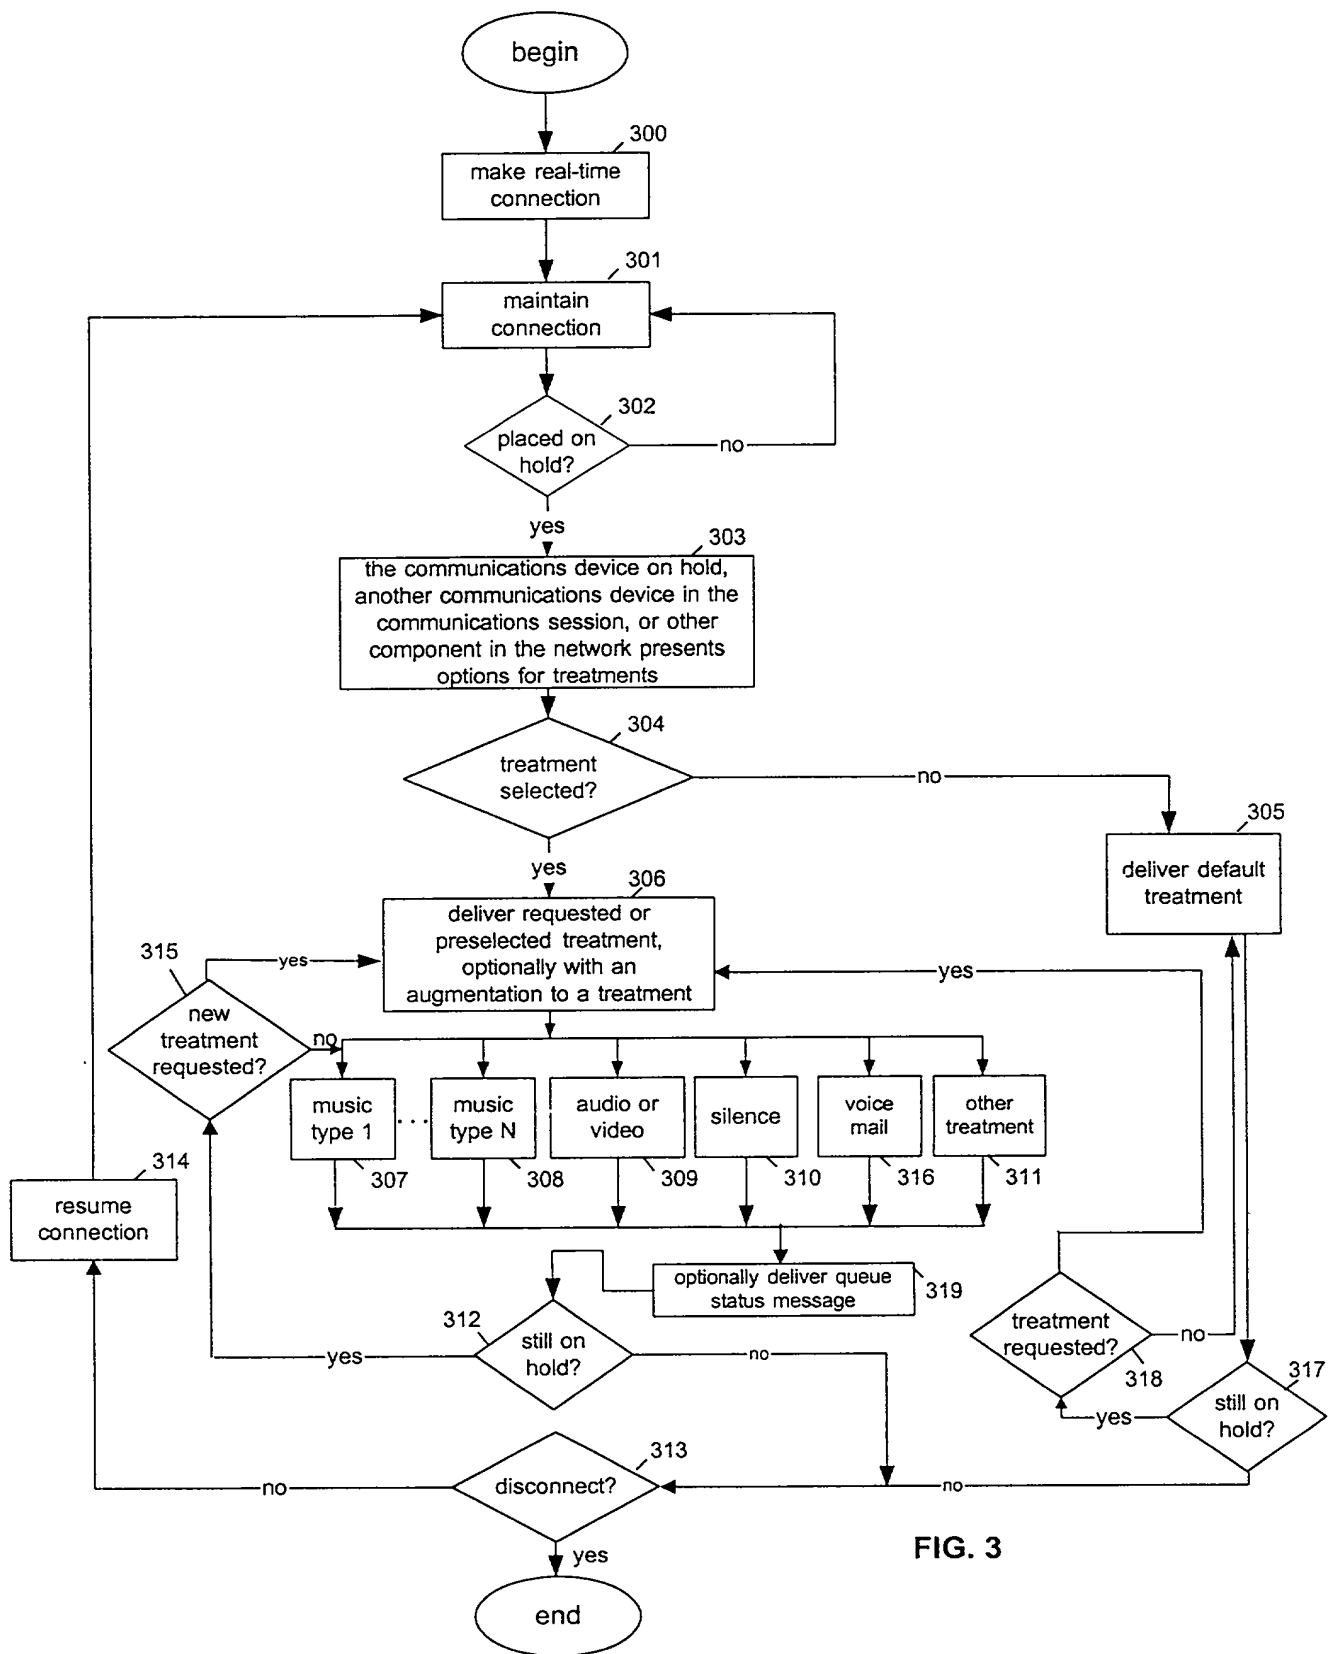 begin
300
make real-time
connection
301
maintain
connection
302
placed on
hold?
no
yes
303
the communications device on hold,
another communications device in the
communications session, or other
component in the network presents
options for treatments
304
treatment
selected?
no
305
deliver default
treatment
yes
306
deliver requested or
preselected treatment,
optionally with an
augmentation to a treatment
315
yes
yes
new
treatment
requested?
no
music
type 1
...
music
type N
audio or
video
silence
voice
mail
other
treatment
307
308
309
310
316
311
314
resume
connection
optionally deliver queue
status message
319
312
still on
hold?
yes
no
treatment
requested?
no
318
317
still on
hold?
yes
313
disconnect?
no
no
yes
FIG. 3
end